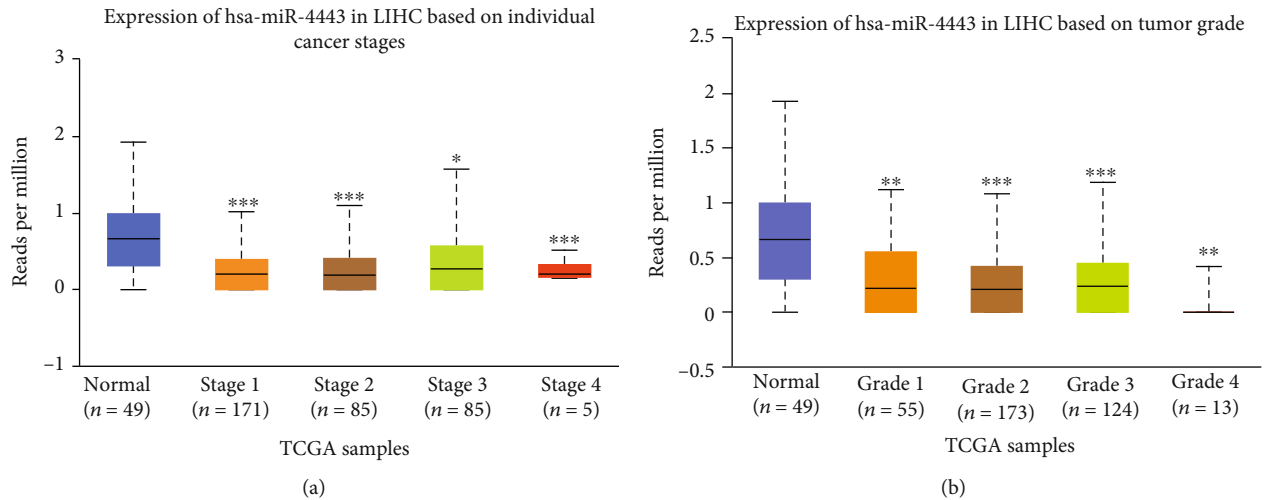 Expression of hsa-miR-4443 in LIHC based on individual
cancer stages
3
2
1
0
−1
Reads per million
***
***
*
***
Normal
(n = 49)
Stage 1
(n = 171)
Stage 2
(n = 85)
Stage 3
(n = 85)
Stage 4
(n = 5)
TCGA samples
(a)
Expression of hsa-miR-4443 in LIHC based on tumor grade
2.5
2
1.5
1
0.5
0
−0.5
Reads per million
**
***
***
**
Normal
(n = 49)
Grade 1
(n = 55)
Grade 2
(n = 173)
Grade 3
(n = 124)
Grade 4
(n = 13)
TCGA samples
(b)